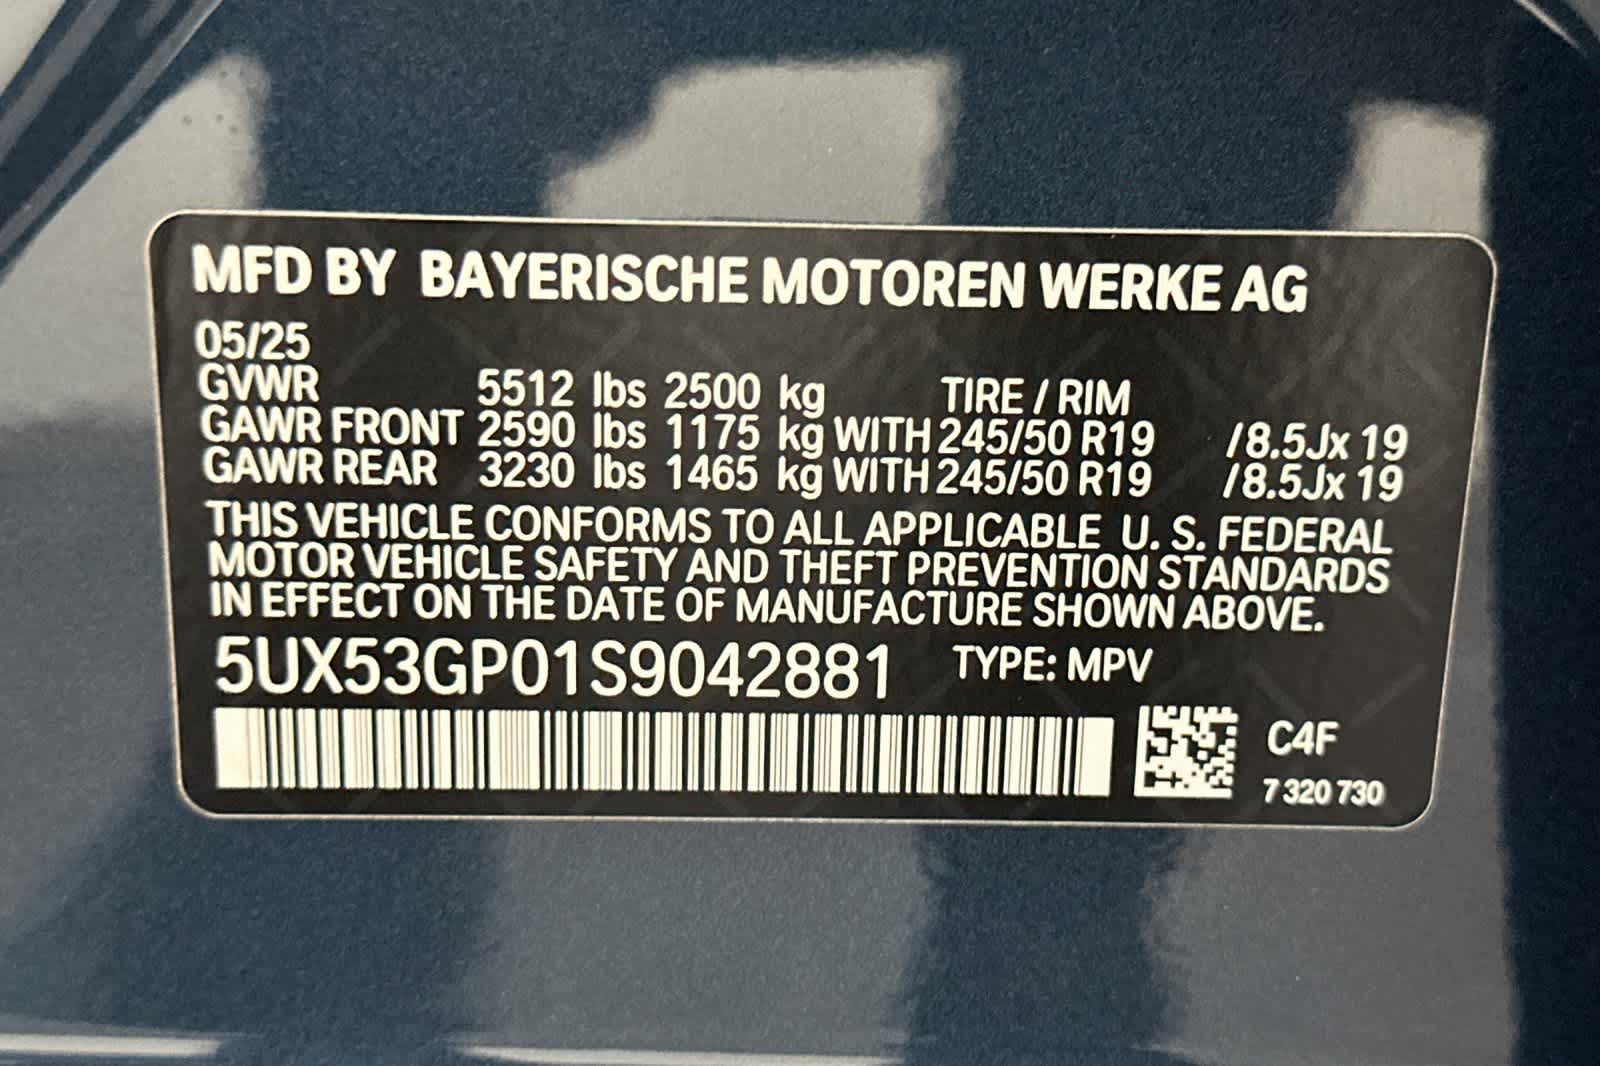 MFD BY BAYERISCHE MOTOREN WERKE AG
05/25
GVWR 5512 lbs 2500 kg TIRE / RIM
GAWR FRONT 2590 lbs 1175 kg WITH 245/50 R19 /8.5Jx 19
GAWR REAR 3230 lbs 1465 kg WITH 245/50 R19 /8.5Jx 19
THIS VEHICLE CONFORMS TO ALL APPLICABLE U. S. FEDERAL
MOTOR VEHICLE SAFETY AND THEFT PREVENTION STANDARDS
IN EFFECT ON THE DATE OF MANUFACTURE SHOWN ABOVE.
5UX53GP01S9042881 TYPE: MPV
C4F
7 320 730